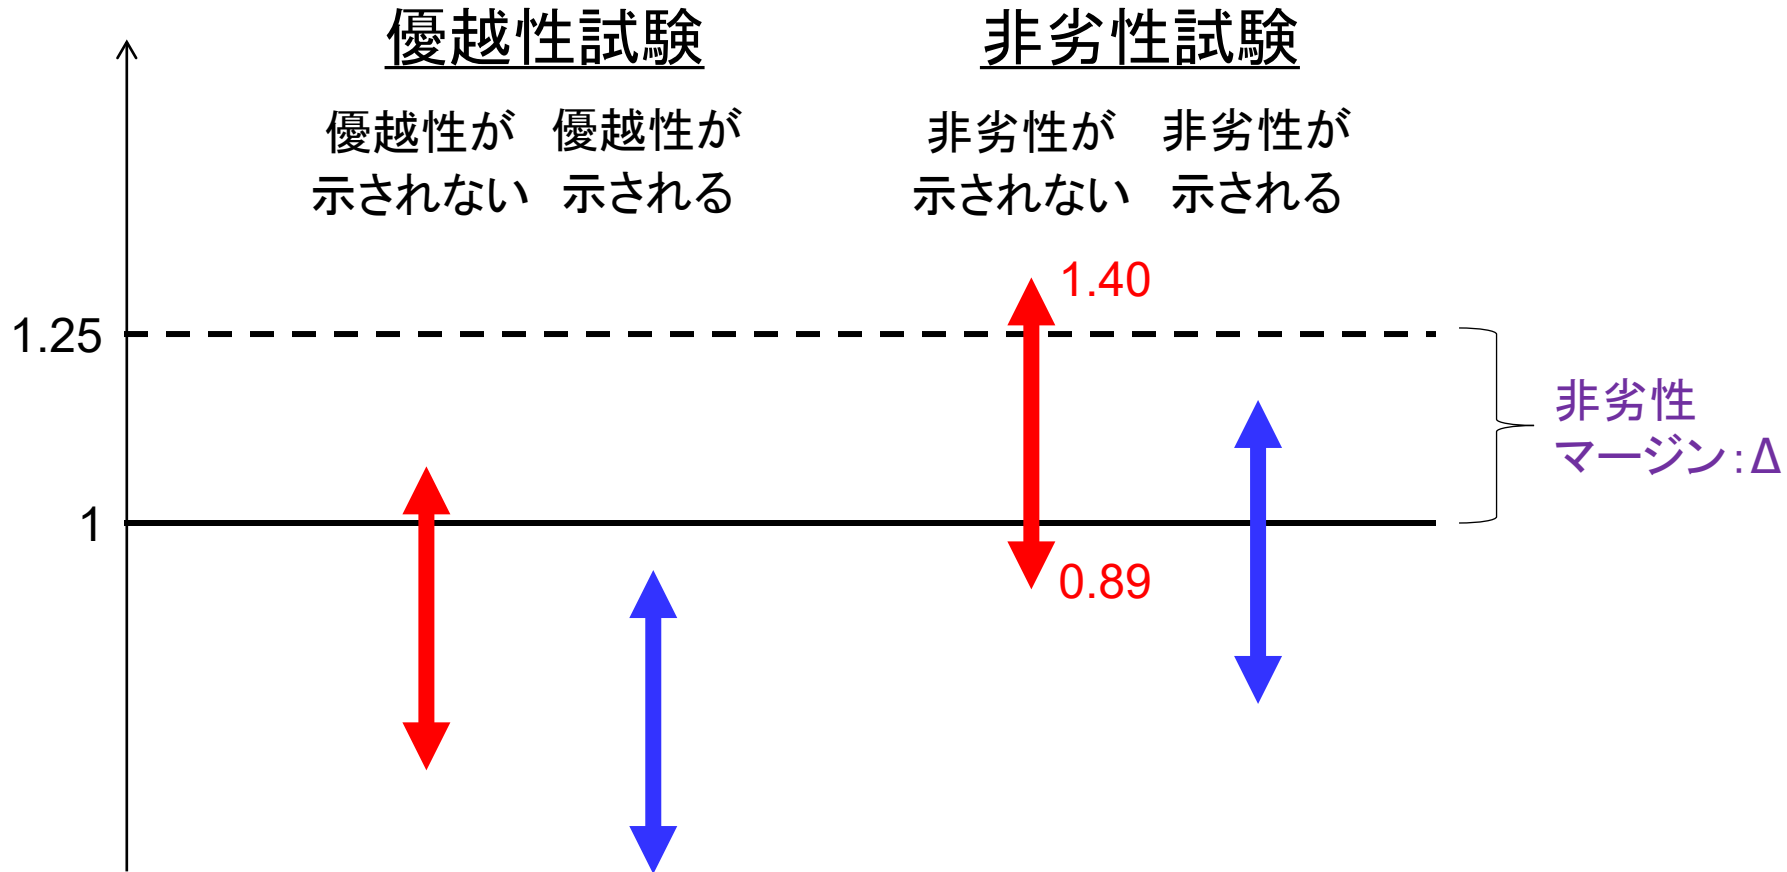 優越性試験
非劣性試験
優越性が
示されない
優越性が
示される
非劣性が
示されない
非劣性が
示される
1.40
1.25
非劣性
マージン:Δ
1
0.89